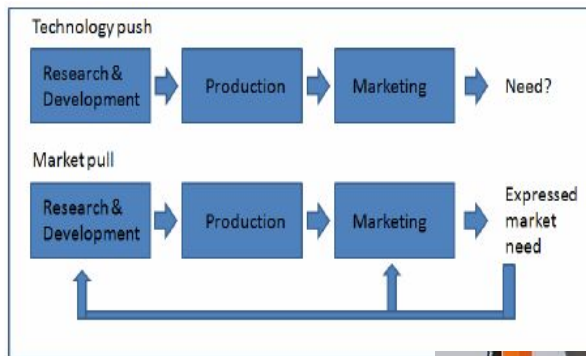 Technology push
Research &
Development
Production
Marketing
Need?
Market pull
Research &
Development
Production
Marketing
Expressed
market
need